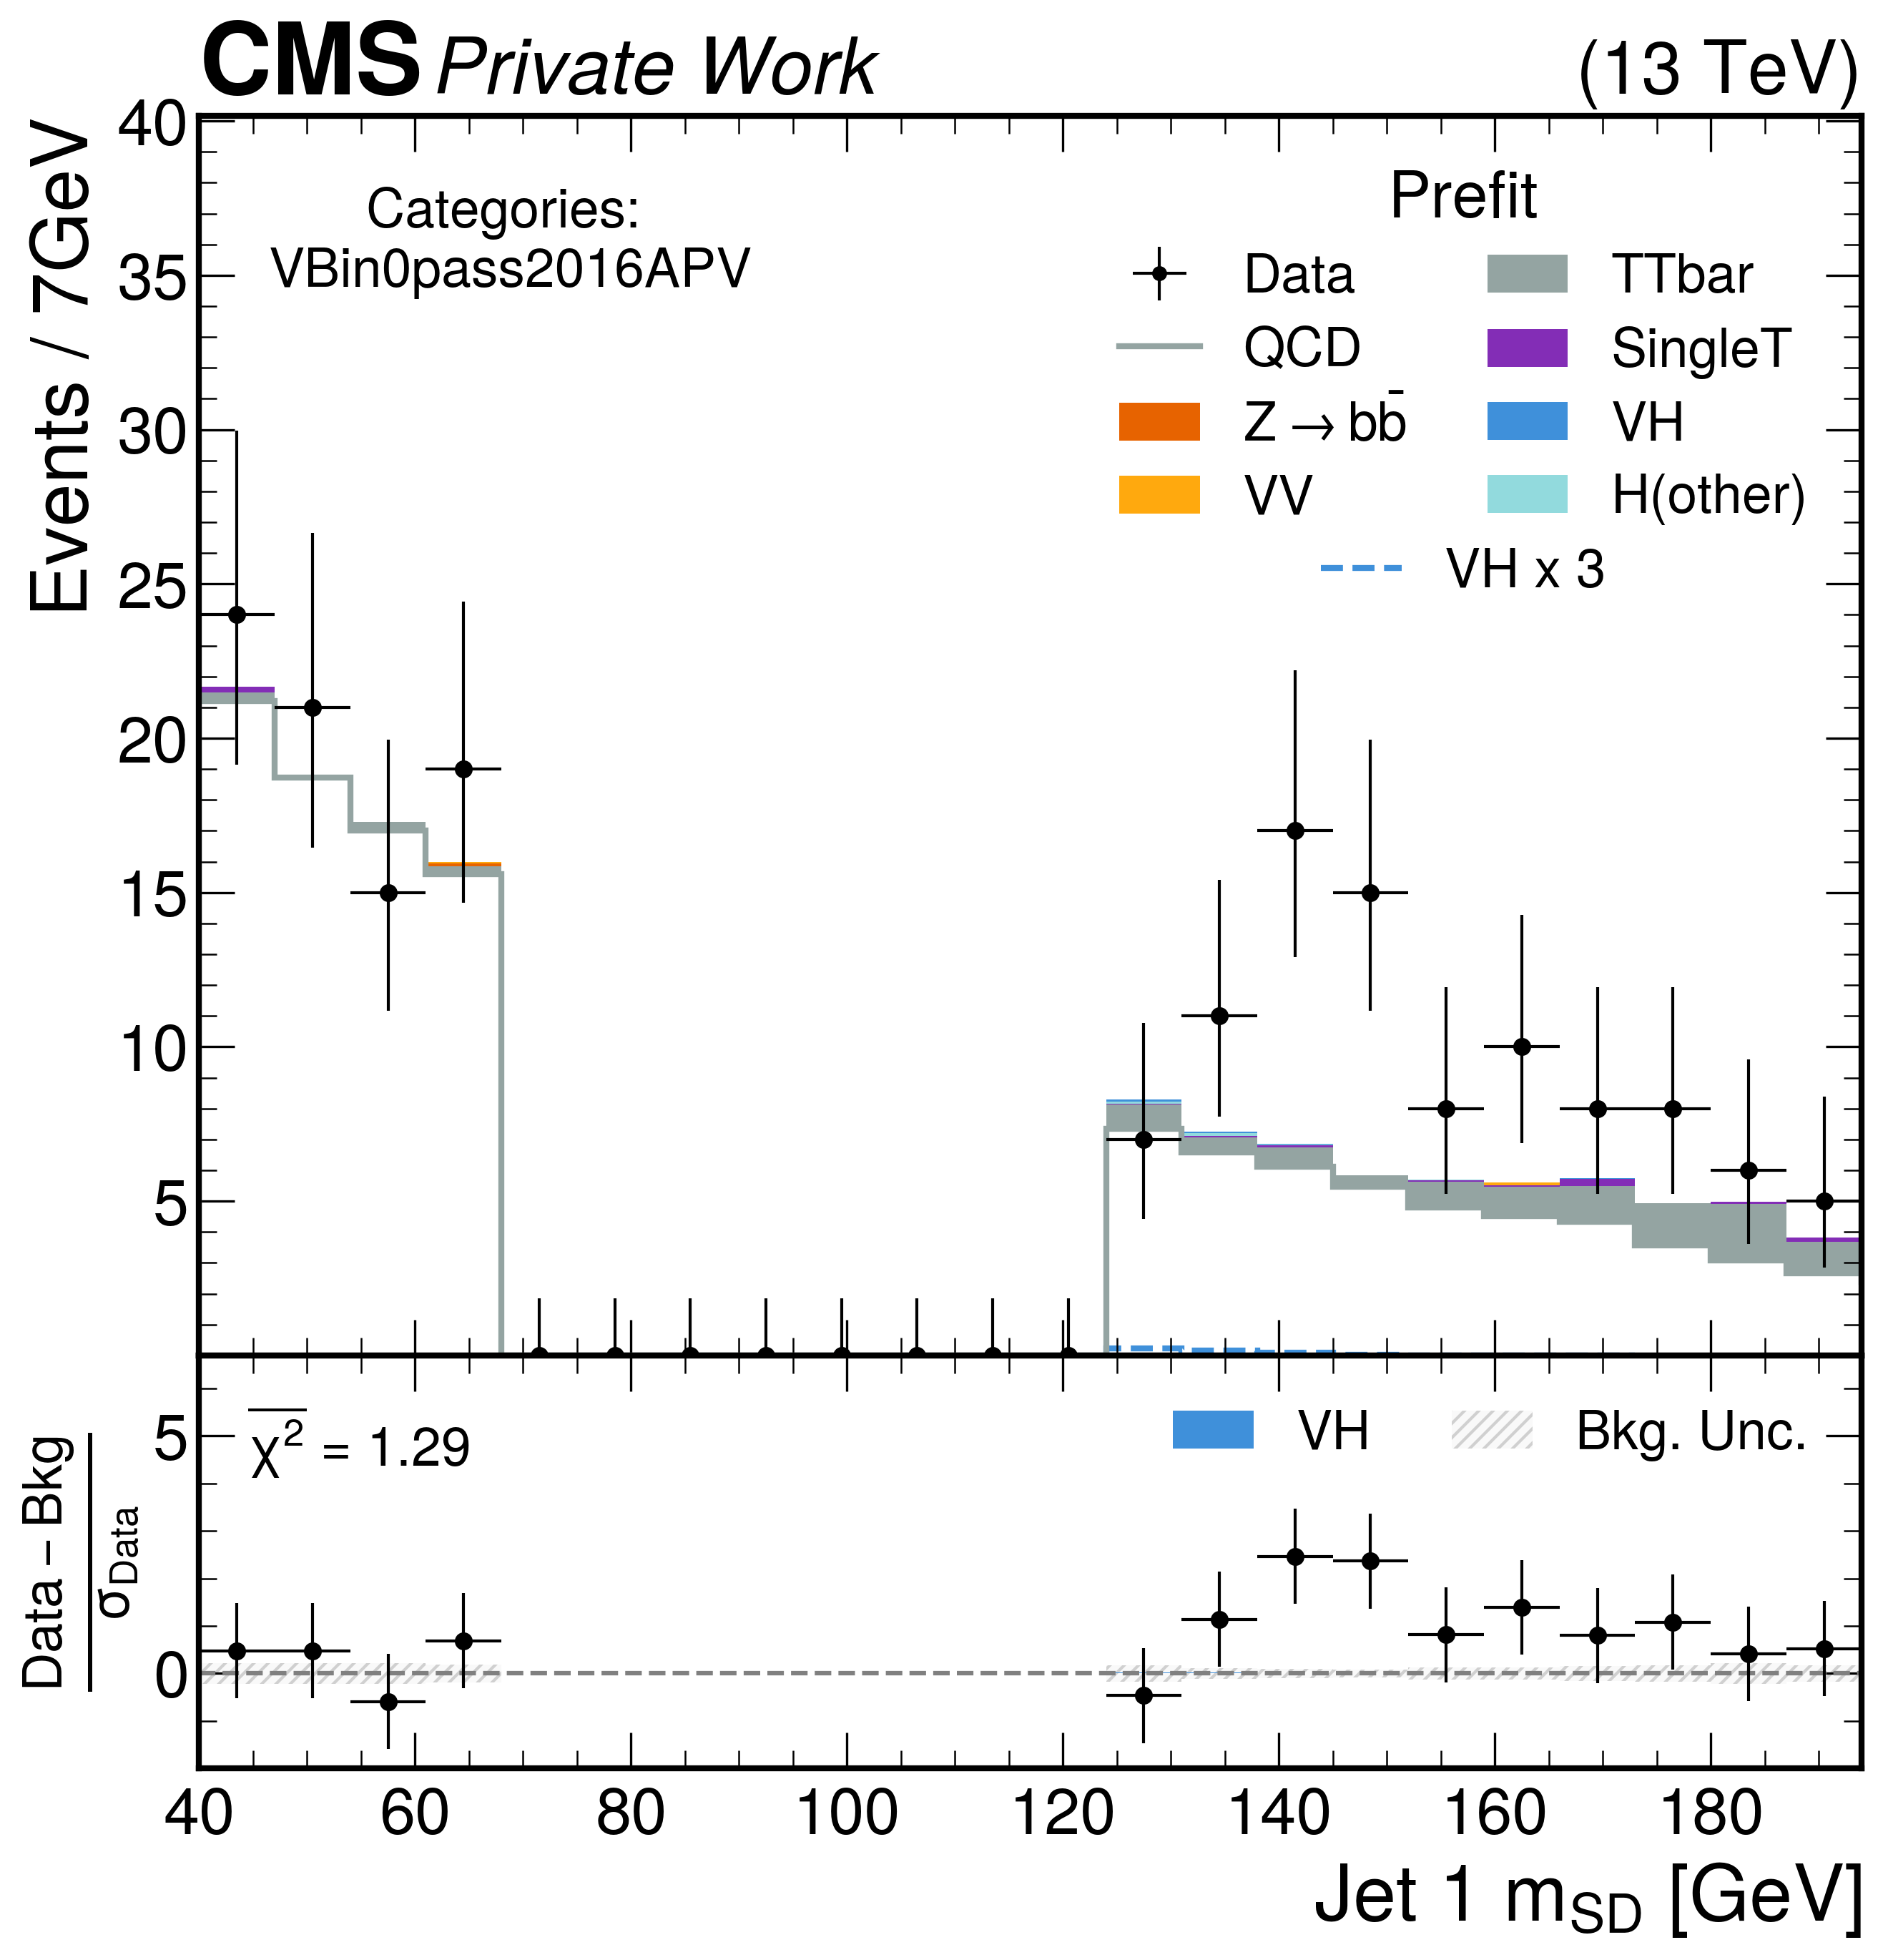 CMS Private Work (13 TeV)
Events / 7GeV
40
35
30
25
20
15
10
5
Categories:
VBin0pass2016APV
Prefit
Data
TTbar
QCD
SingleT
Z → bb̄
VH
VV
H(other)
VH x 3
Data − Bkg
σData
5
0
χ² = 1.29
VH
Bkg. Unc.
40 60 80 100 120 140 160 180
Jet 1 mSD [GeV]